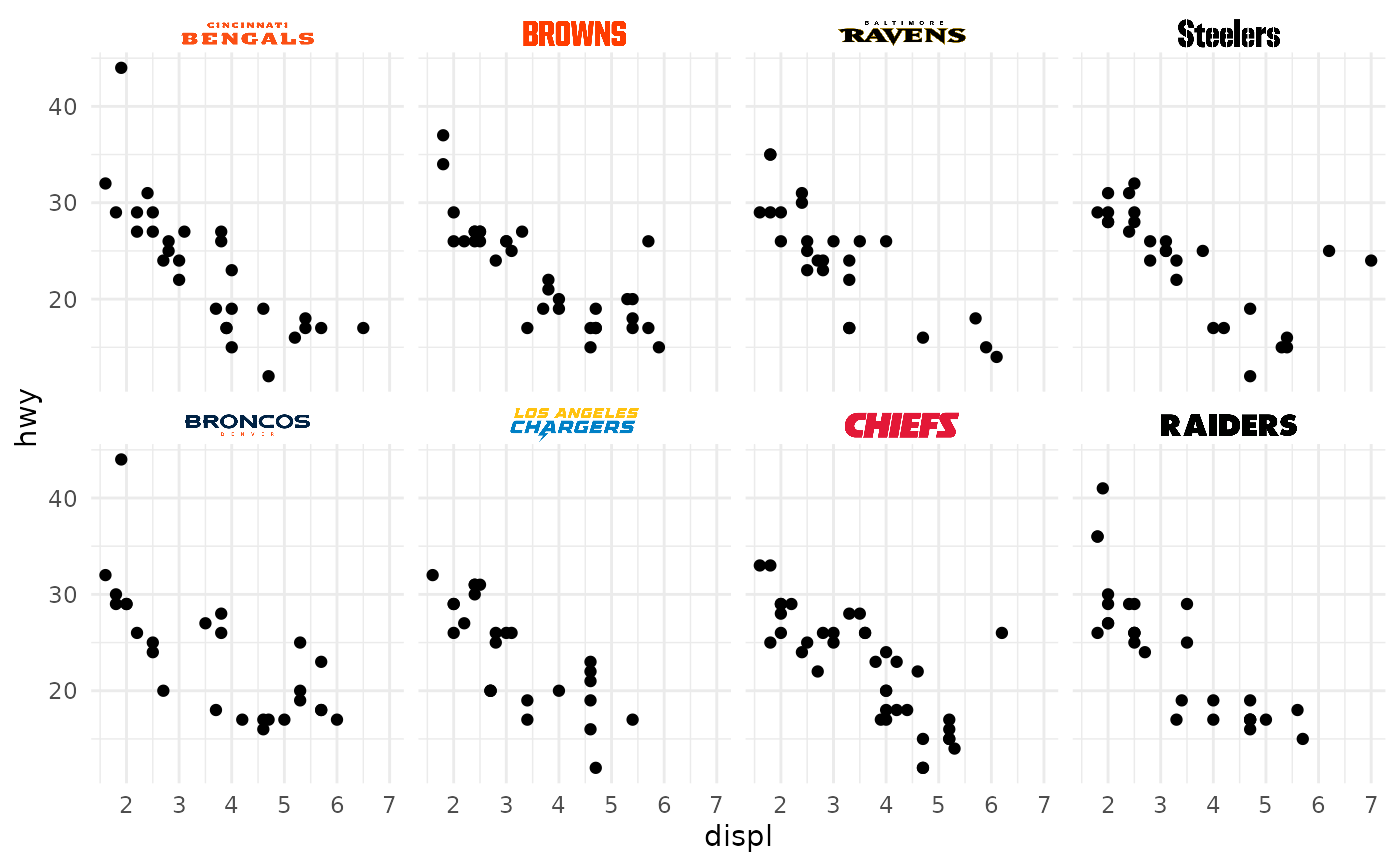 CINCINNATI
BENGALS
BROWNS
BALTIMORE
RAVENS
Steelers
40
30
20
hwy
BRONCOS
DENVER
LOS ANGELES
CHARGERS
CHIEFS
RAIDERS
40
30
20
2 3 4 5 6 7
2 3 4 5 6 7
2 3 4 5 6 7
2 3 4 5 6 7
displ